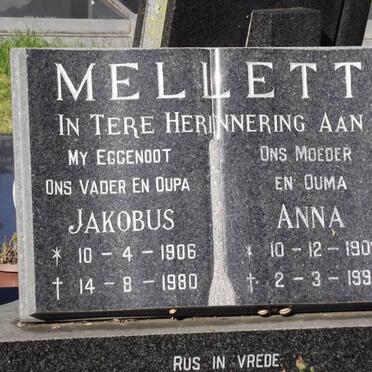 MELLETT
IN TERE HERINNERING AAN
MY EGGENOOT
ONS VADER EN OUPA
JAKOBUS
* 10 - 4 - 1906
† 14 - 8 - 1980
ONS MOEDER
EN OUMA
ANNA
* 10 - 12 -
† 2 - 3 -
RUS IN VREDE